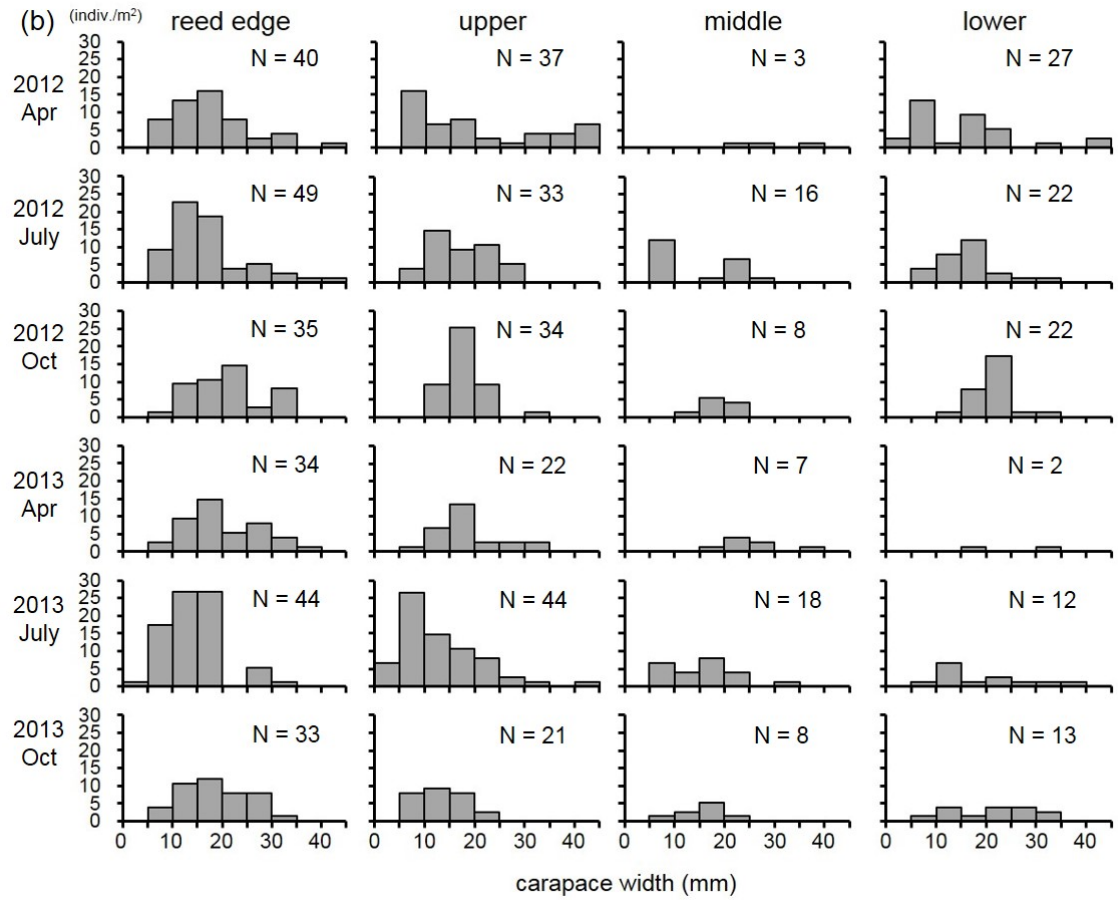 (b) (indiv./m²) reed edge upper middle lower
30 25 20 15 10 5 0
2012 Apr
N = 40 N = 37 N = 3 N = 27
30 25 20 15 10 5 0
2012 July
N = 49 N = 33 N = 16 N = 22
30 25 20 15 10 5 0
2012 Oct
N = 35 N = 34 N = 8 N = 22
30 25 20 15 10 5 0
2013 Apr
N = 34 N = 22 N = 7 N = 2
30 25 20 15 10 5 0
2013 July
N = 44 N = 44 N = 18 N = 12
30 25 20 15 10 5 0
2013 Oct
N = 33 N = 21 N = 8 N = 13
0 10 20 30 40 0 10 20 30 40 0 10 20 30 40 10 20 30 40
carapace width (mm)